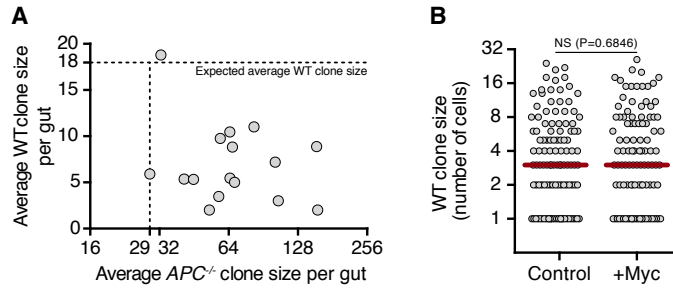 A
Average WT clone size
per gut
20
18
15
10
5
0
Expected average WT clone size
16
29
32
64
128
256
Average APC-/- clone size per gut
B
NS (P=0.6846)
WT clone size
(number of cells)
32
16
8
4
2
1
Control
+Myc